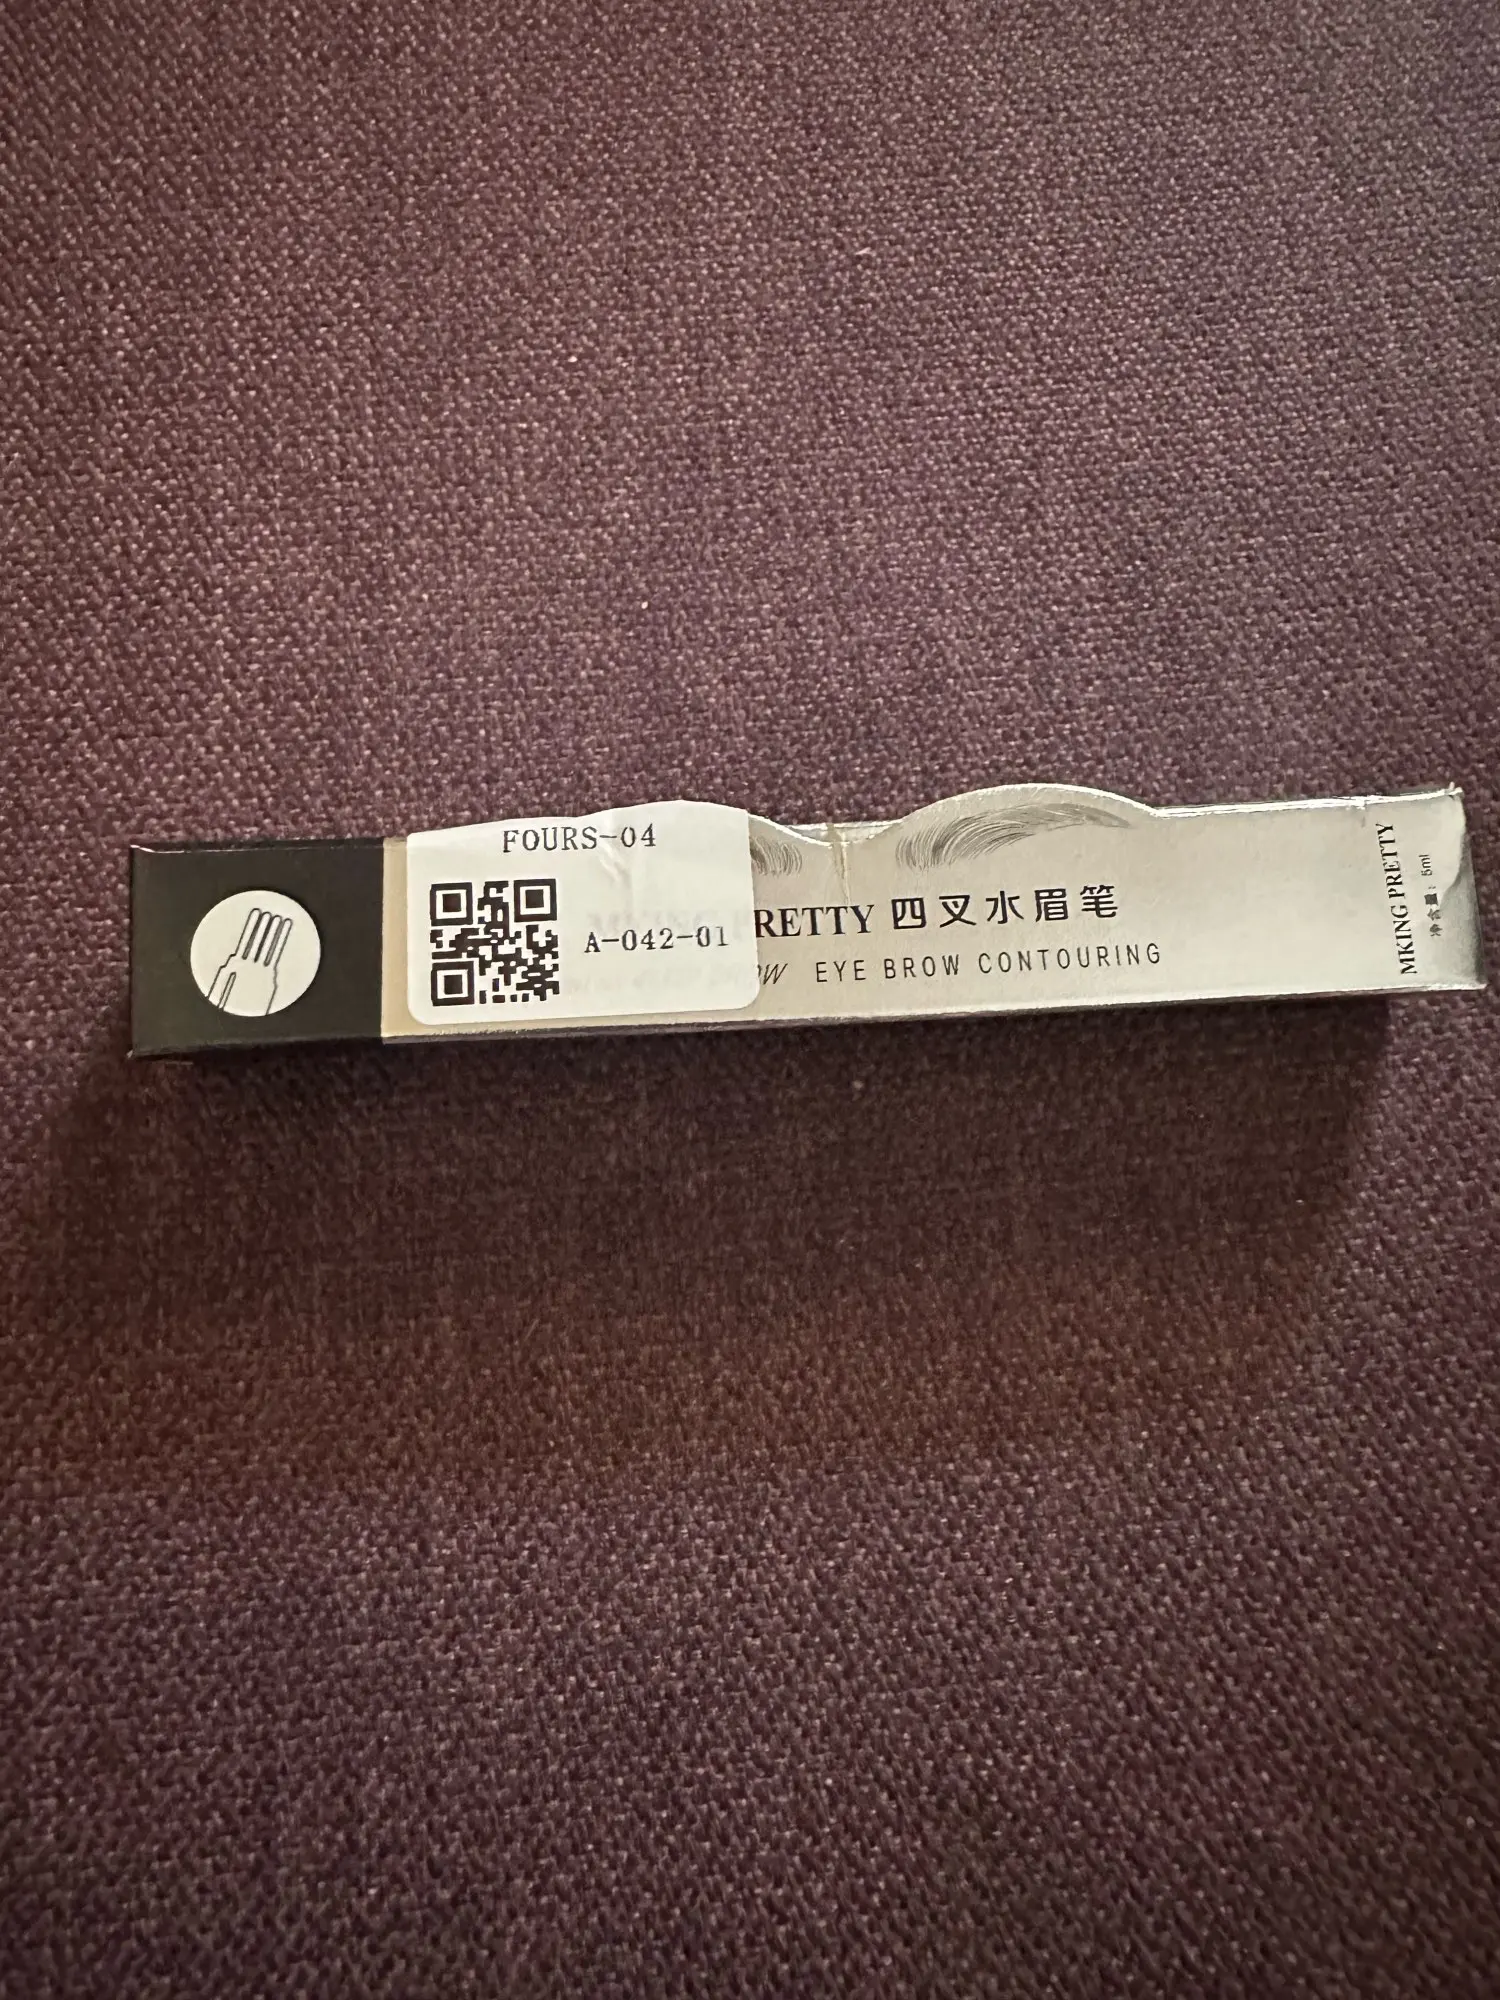 FOURS-04
A-042-01
RETTY 四叉水眉笔
OW EYE BROW CONTOURING
MKING PRETTY
净含量：5ml